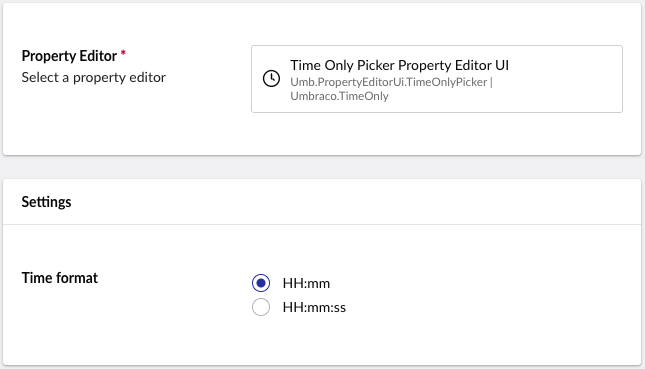 Property Editor *
Select a property editor
Time Only Picker Property Editor UI
Umb.PropertyEditorUi.TimeOnlyPicker |
Umbraco.TimeOnly
Settings
Time format
HH:mm
HH:mm:ss